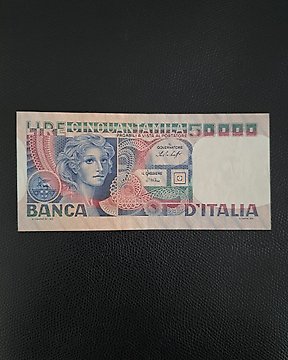 LIRE CINQUANTAMILA 50000
PAGABILI A VISTA AL PORTATORE
IL GOVERNATORE
IL CASSIERE
BANCA D'ITALIA